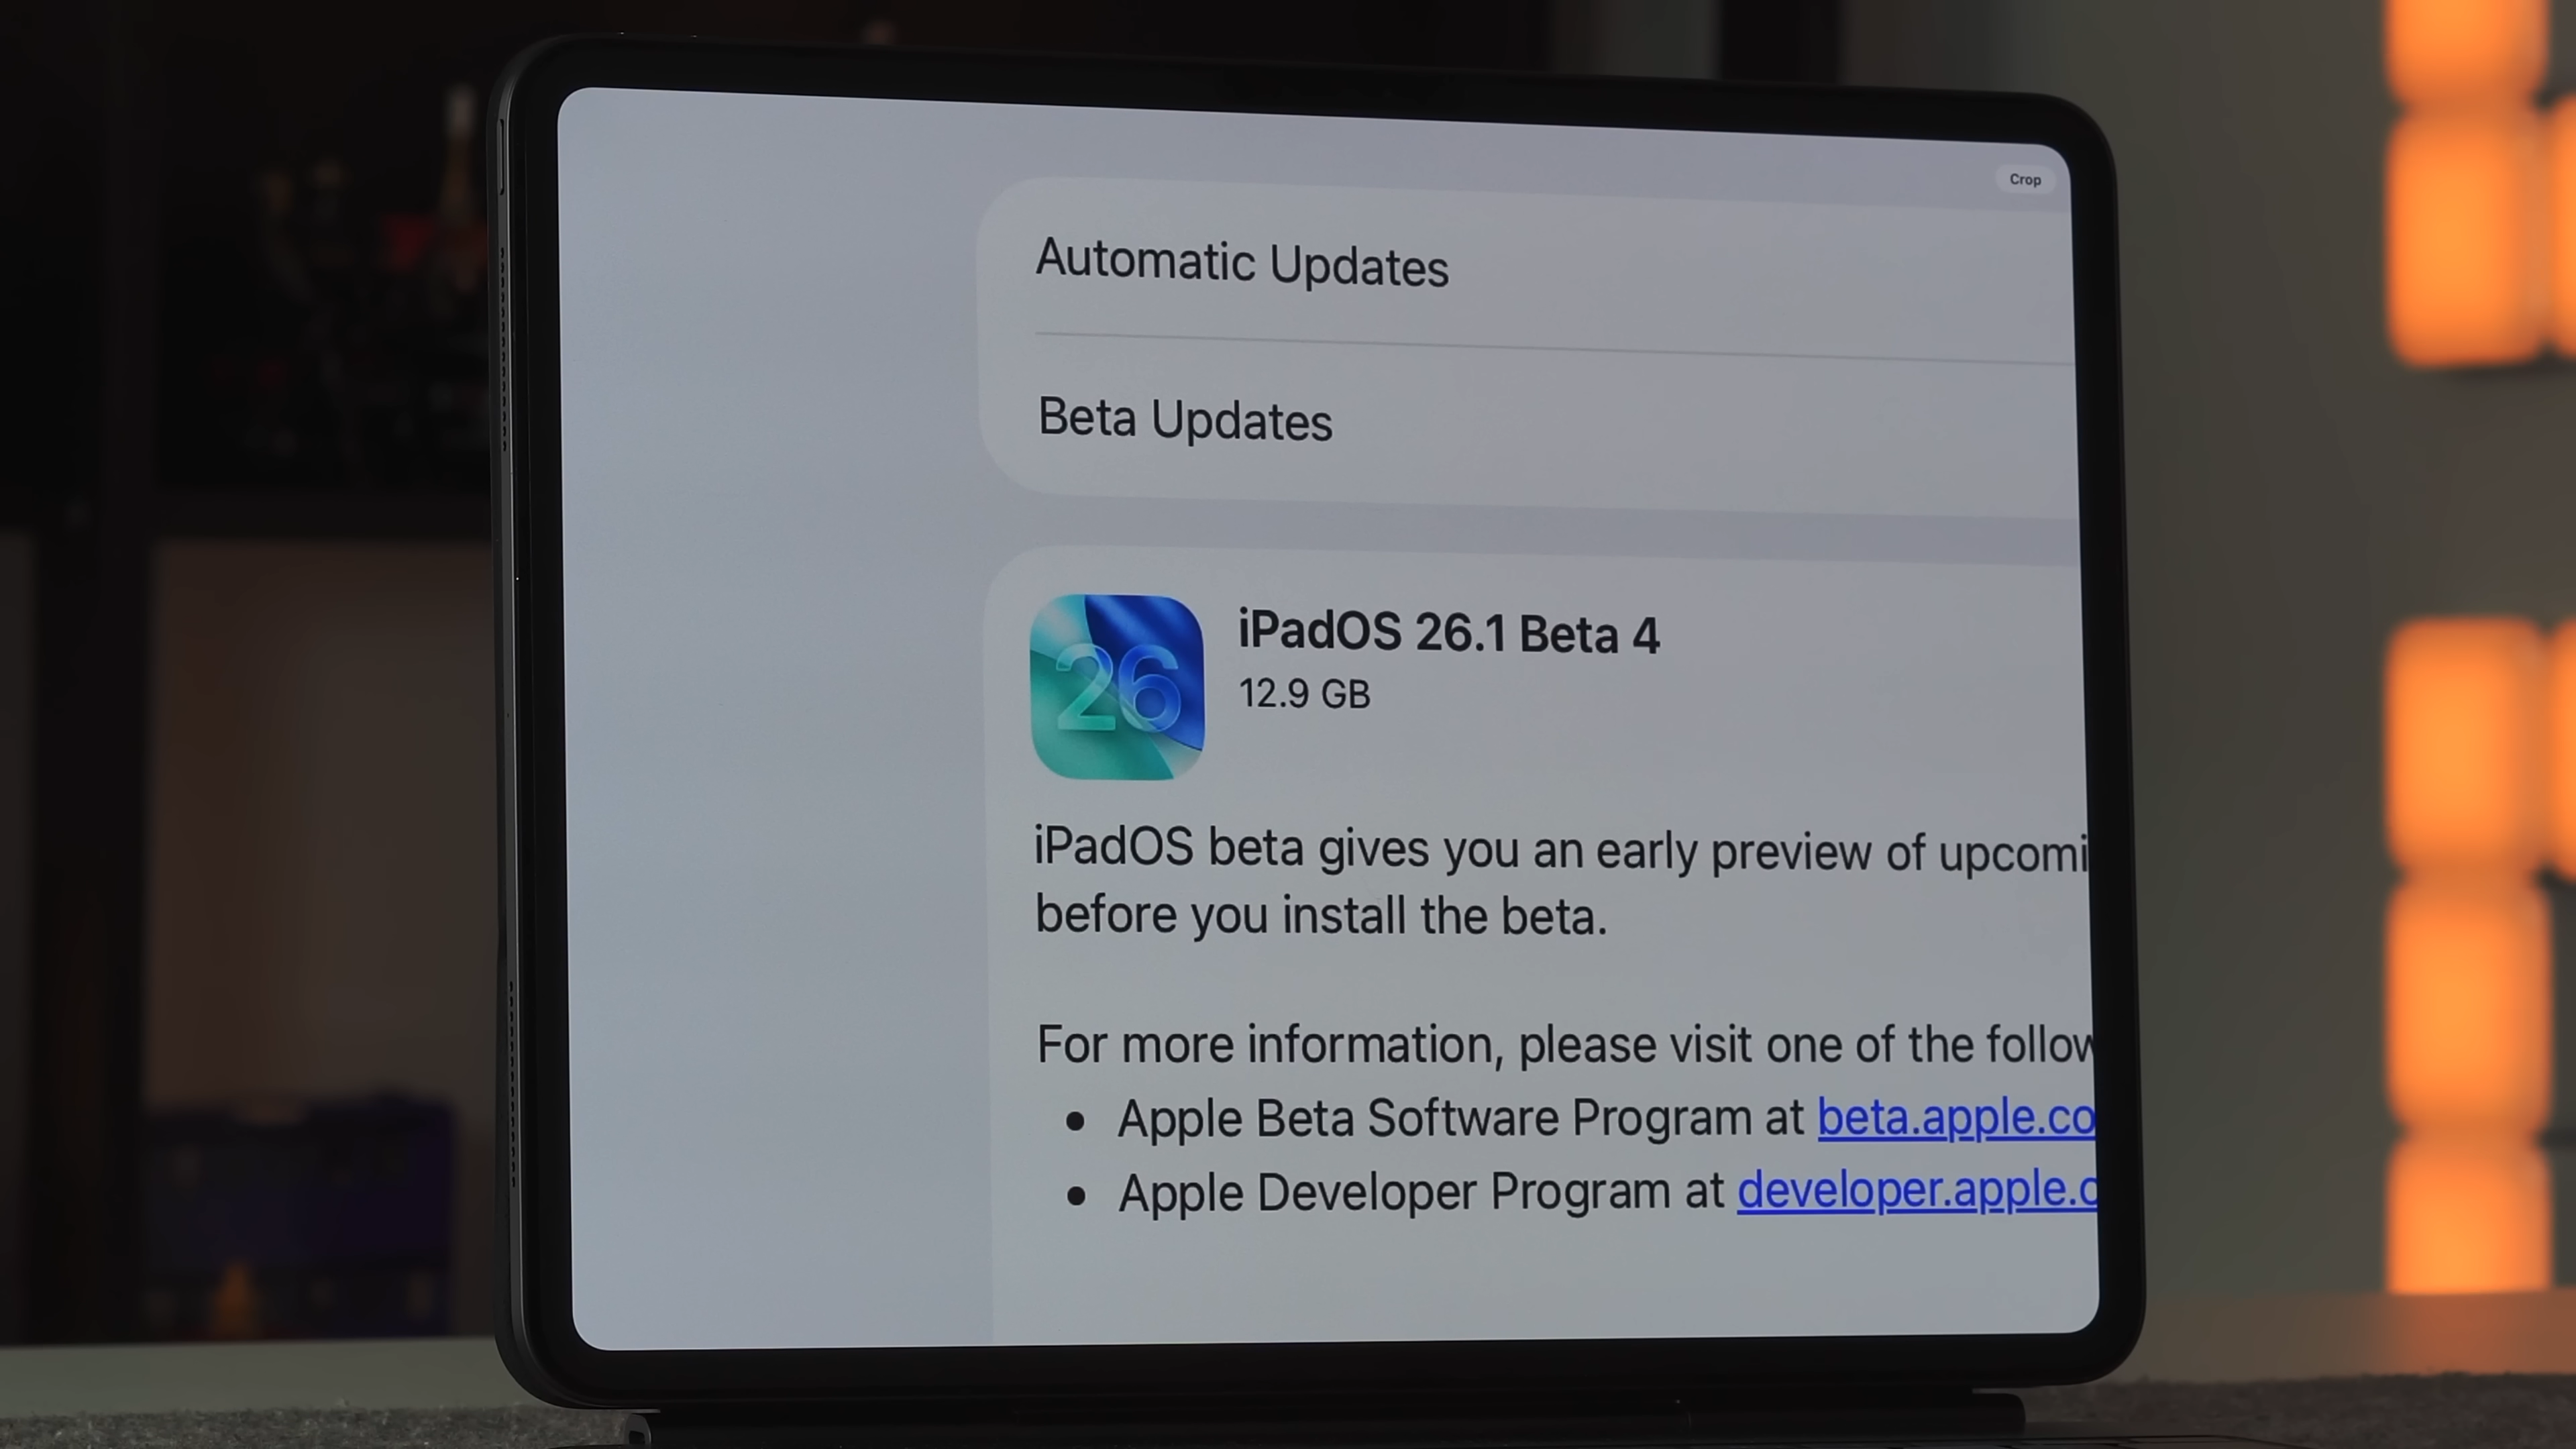 Crop
Automatic Updates
Beta Updates
26
iPadOS 26.1 Beta 4
12.9 GB
iPadOS beta gives you an early preview of upcomi
before you install the beta.
For more information, please visit one of the follow
• Apple Beta Software Program at beta.apple.co
• Apple Developer Program at developer.apple.c